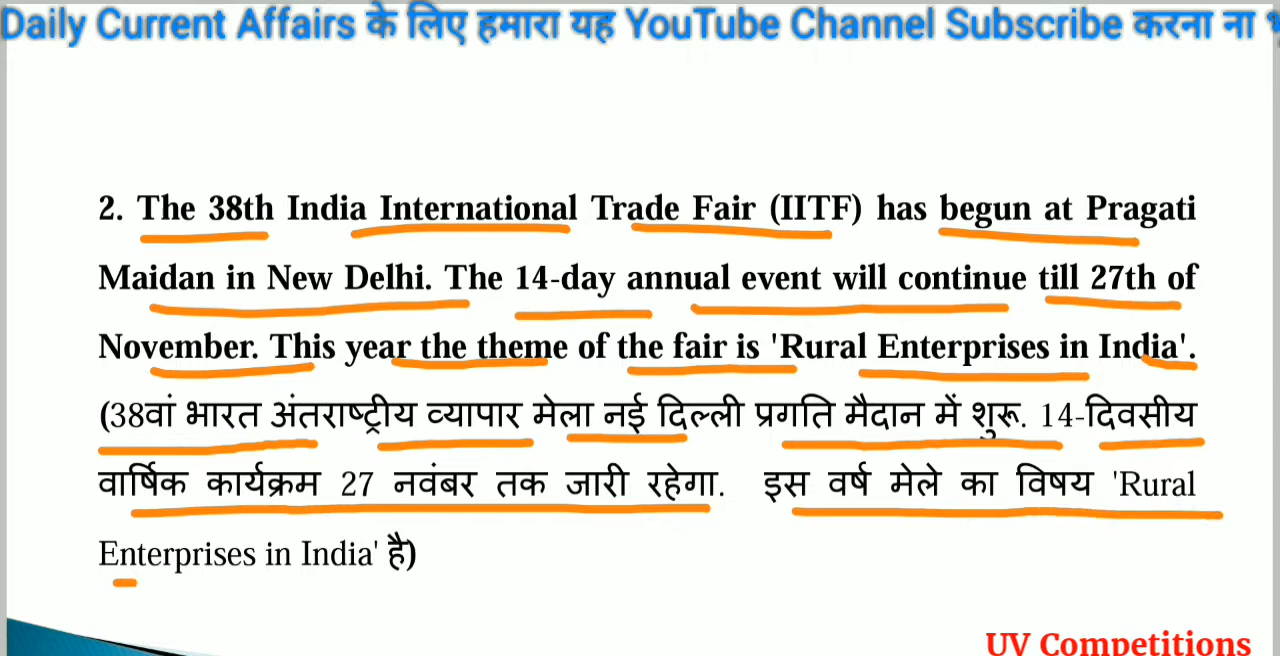 Daily Current Affairs के लिए हमारा यह YouTube Channel Subscribe करना ना
2. The 38th India International Trade Fair (IITF) has begun at Pragati
Maidan in New Delhi. The 14-day annual event will continue till 27th of
November. This year the theme of the fair is 'Rural Enterprises in India'.
(38वां भारत अंतराष्ट्रीय व्यापार मेला नई दिल्ली प्रगति मैदान में शुरू. 14-दिवसीय
वार्षिक कार्यक्रम 27 नवंबर तक जारी रहेगा. इस वर्ष मेले का विषय 'Rural
Enterprises in India' है)
UV Competitions